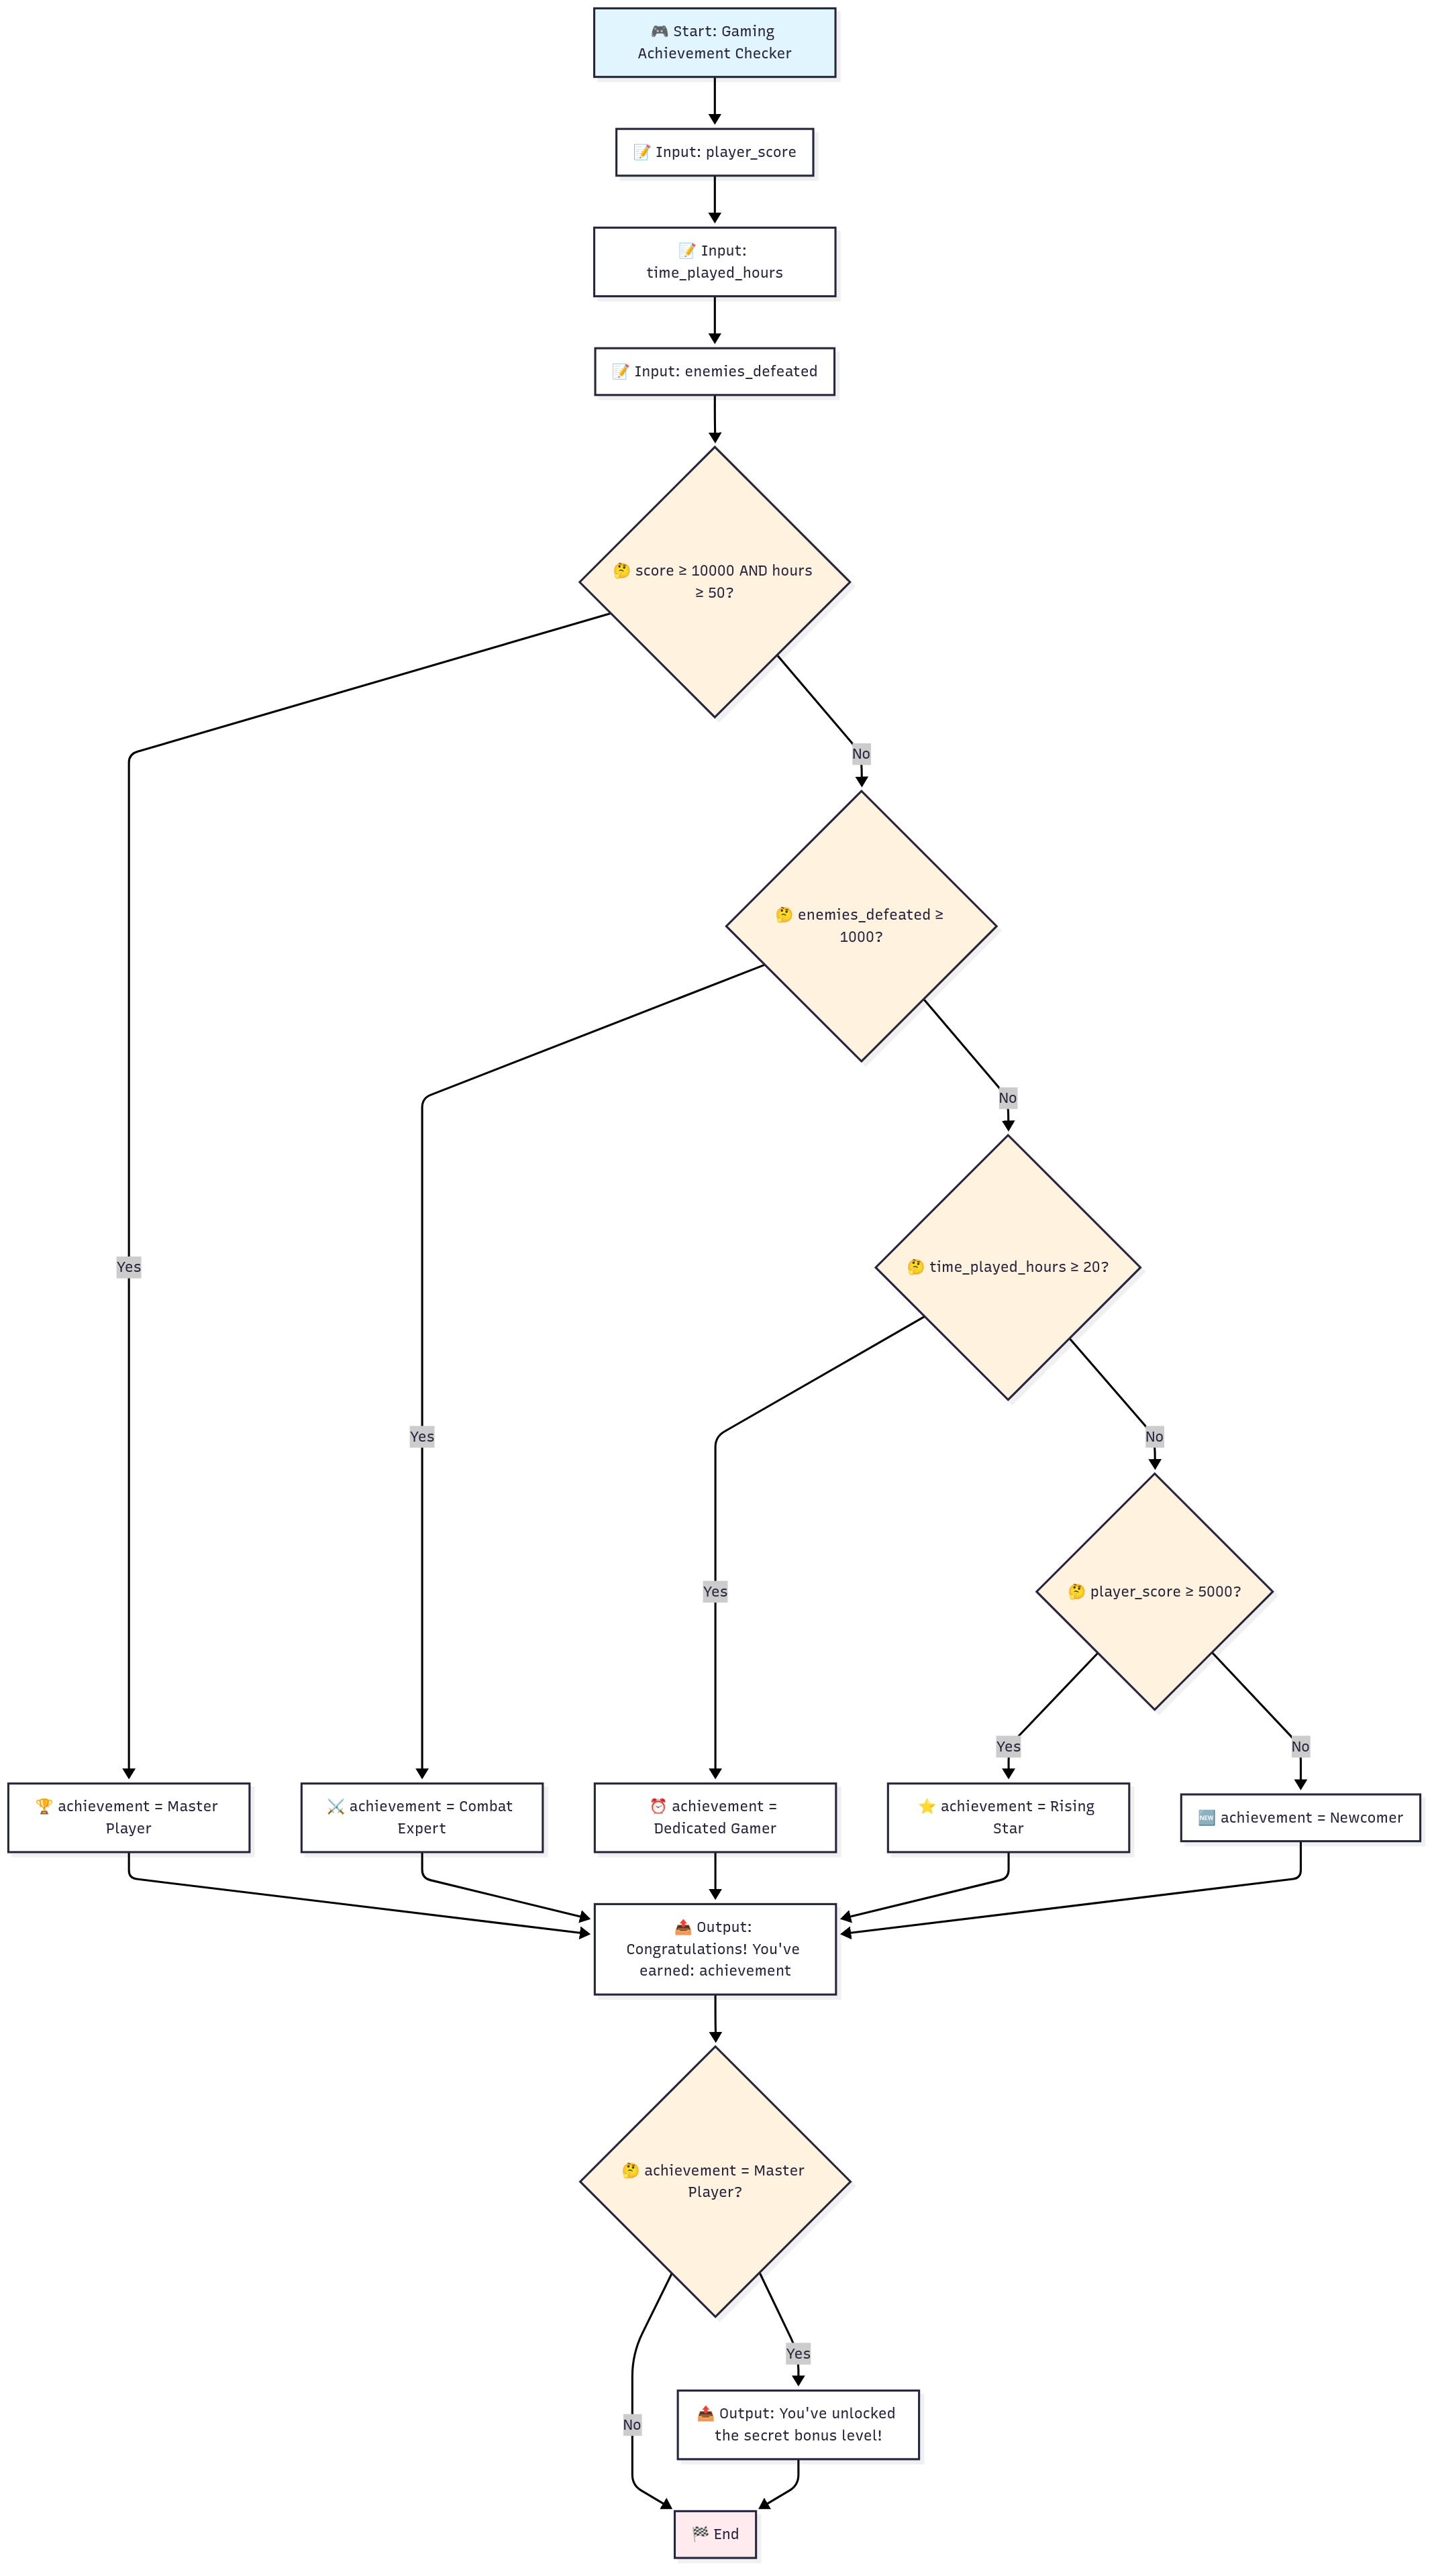 🎮 Start: Gaming
Achievement Checker
📝 Input: player_score
📝 Input:
time_played_hours
📝 Input: enemies_defeated
🤔 score ≥ 10000 AND hours
≥ 50?
No
🤔 enemies_defeated ≥
1000?
No
🤔 time_played_hours ≥ 20?
Yes
Yes
No
Yes
🤔 player_score ≥ 5000?
Yes
No
🏆 achievement = Master
Player
⚔️ achievement = Combat
Expert
⏰ achievement =
Dedicated Gamer
⭐ achievement = Rising
Star
🆕 achievement = Newcomer
📤 Output:
Congratulations! You've
earned: achievement
🤔 achievement = Master
Player?
Yes
No
📤 Output: You've unlocked
the secret bonus level!
🏁 End